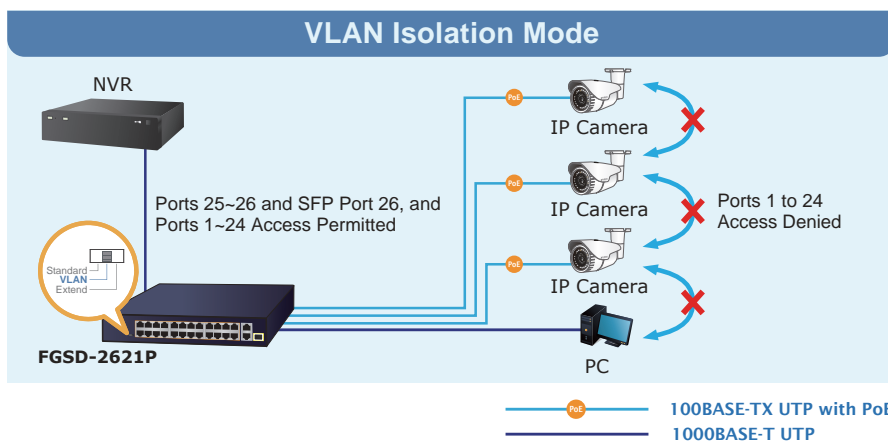 VLAN Isolation Mode
NVR
PoE
IP Camera
PoE
IP Camera
Ports 25~26 and SFP Port 26, and
Ports 1~24 Access Permitted
Ports 1 to 24
Access Denied
Standard
VLAN
Extend
PoE
IP Camera
FGSD-2621P
PC
PoE
100BASE-TX UTP with PoE
1000BASE-T UTP